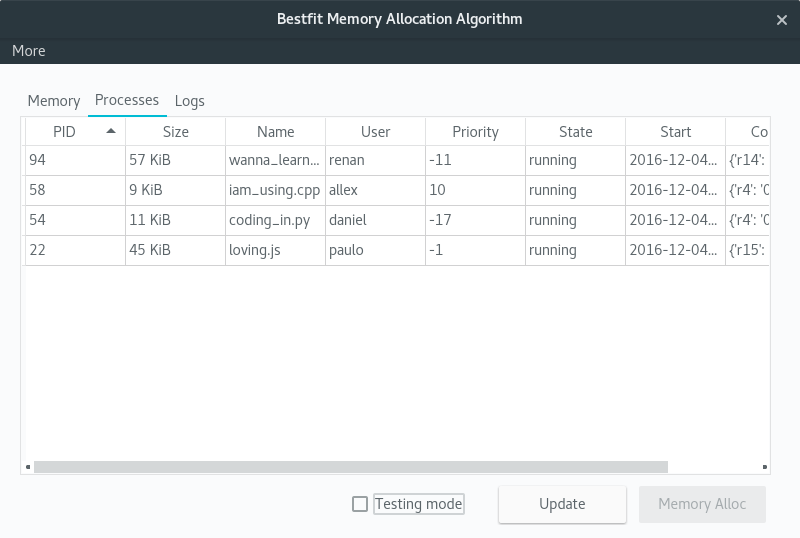 Bestfit Memory Allocation Algorithm
More
Memory Processes Logs
PID Size Name User Priority State Start Co
94 57 KiB wanna_learn... renan -11 running 2016-12-04... {'r14':
58 9 KiB iam_using.cpp allex 10 running 2016-12-04... {'r4': '0
54 11 KiB coding_in.py daniel -17 running 2016-12-04... {'r4': '0
22 45 KiB loving.js paulo -1 running 2016-12-04... {'r15':
Testing mode Update Memory Alloc